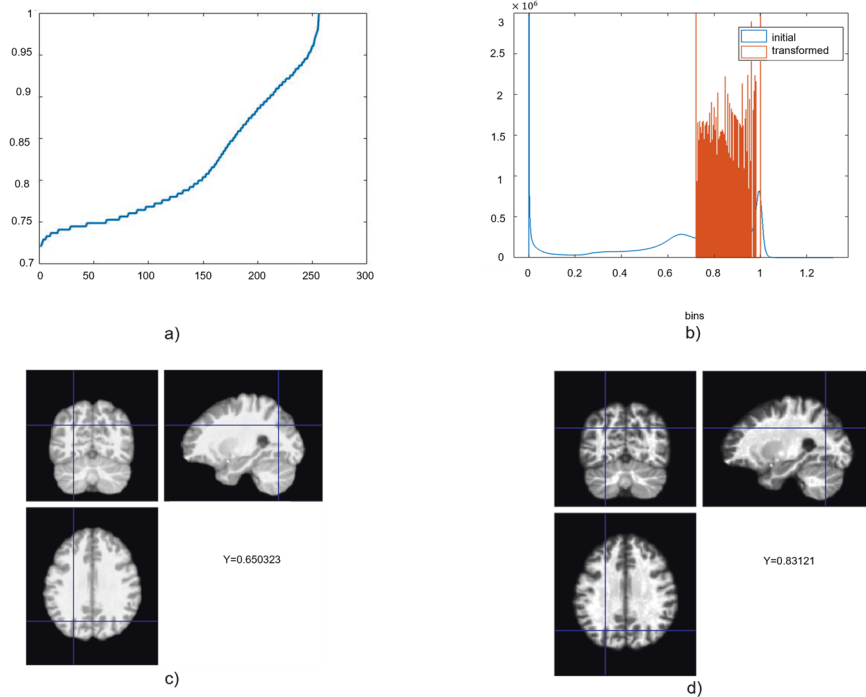 1
0.95
0.9
0.85
0.8
0.75
0.7
0 50 100 150 200 250 300
a)
× 10⁶
3
2.5
2
1.5
1
0.5
0
initial
transformed
0 0.2 0.4 0.6 0.8 1 1.2
bins
b)
Y=0.650323
c)
Y=0.83121
d)